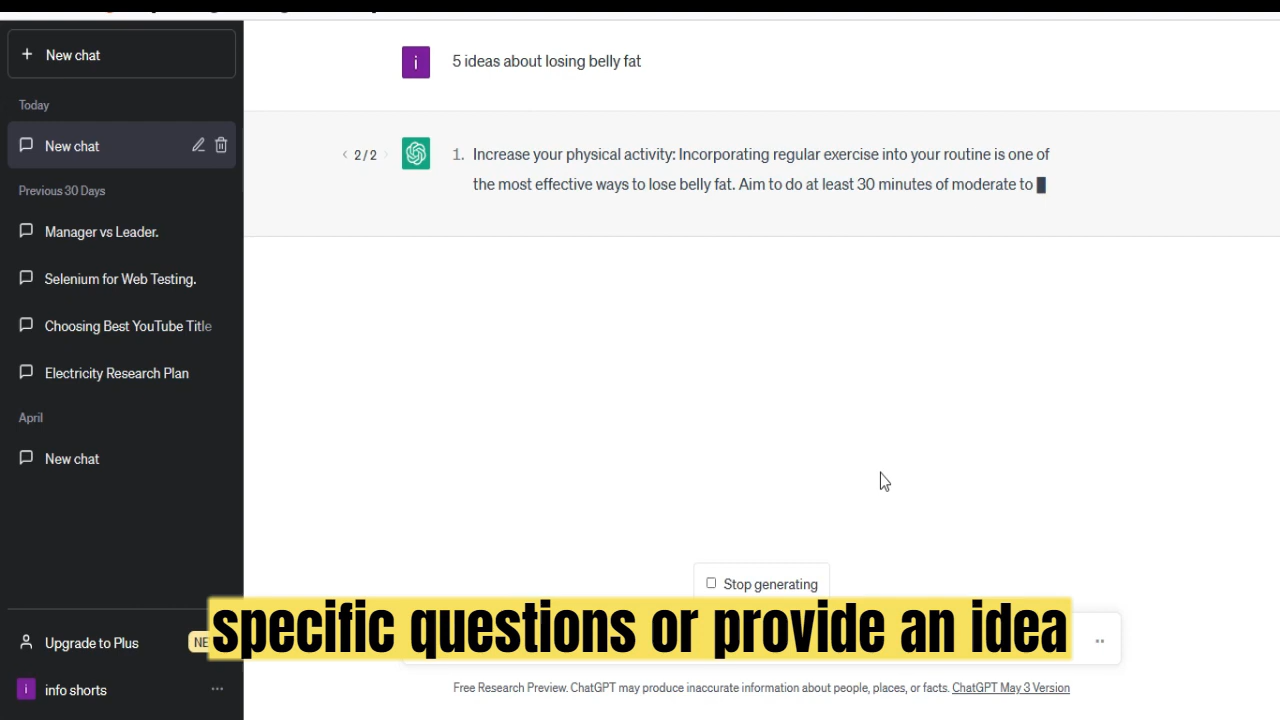 + New chat
Today
New chat
Previous 30 Days
Manager vs Leader.
Selenium for Web Testing.
Choosing Best YouTube Title
Electricity Research Plan
April
New chat
Upgrade to Plus
NE
i info shorts
i 5 ideas about losing belly fat
< 2/2 >
1. Increase your physical activity: Incorporating regular exercise into your routine is one of
the most effective ways to lose belly fat. Aim to do at least 30 minutes of moderate to
Stop generating
specific questions or provide an idea
Free Research Preview. ChatGPT may produce inaccurate information about people, places, or facts. ChatGPT May 3 Version